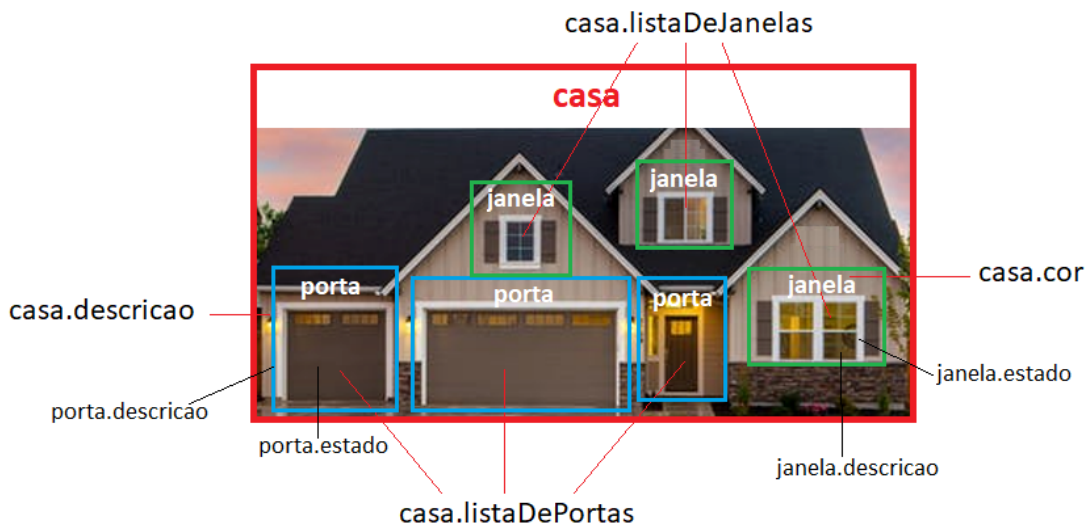 casa.listaDeJanelas
casa
janela
janela
porta
porta
porta
janela
casa.cor
casa.descricao
janela.estado
porta.descricao
porta.estado
janela.descricao
casa.listaDePortas